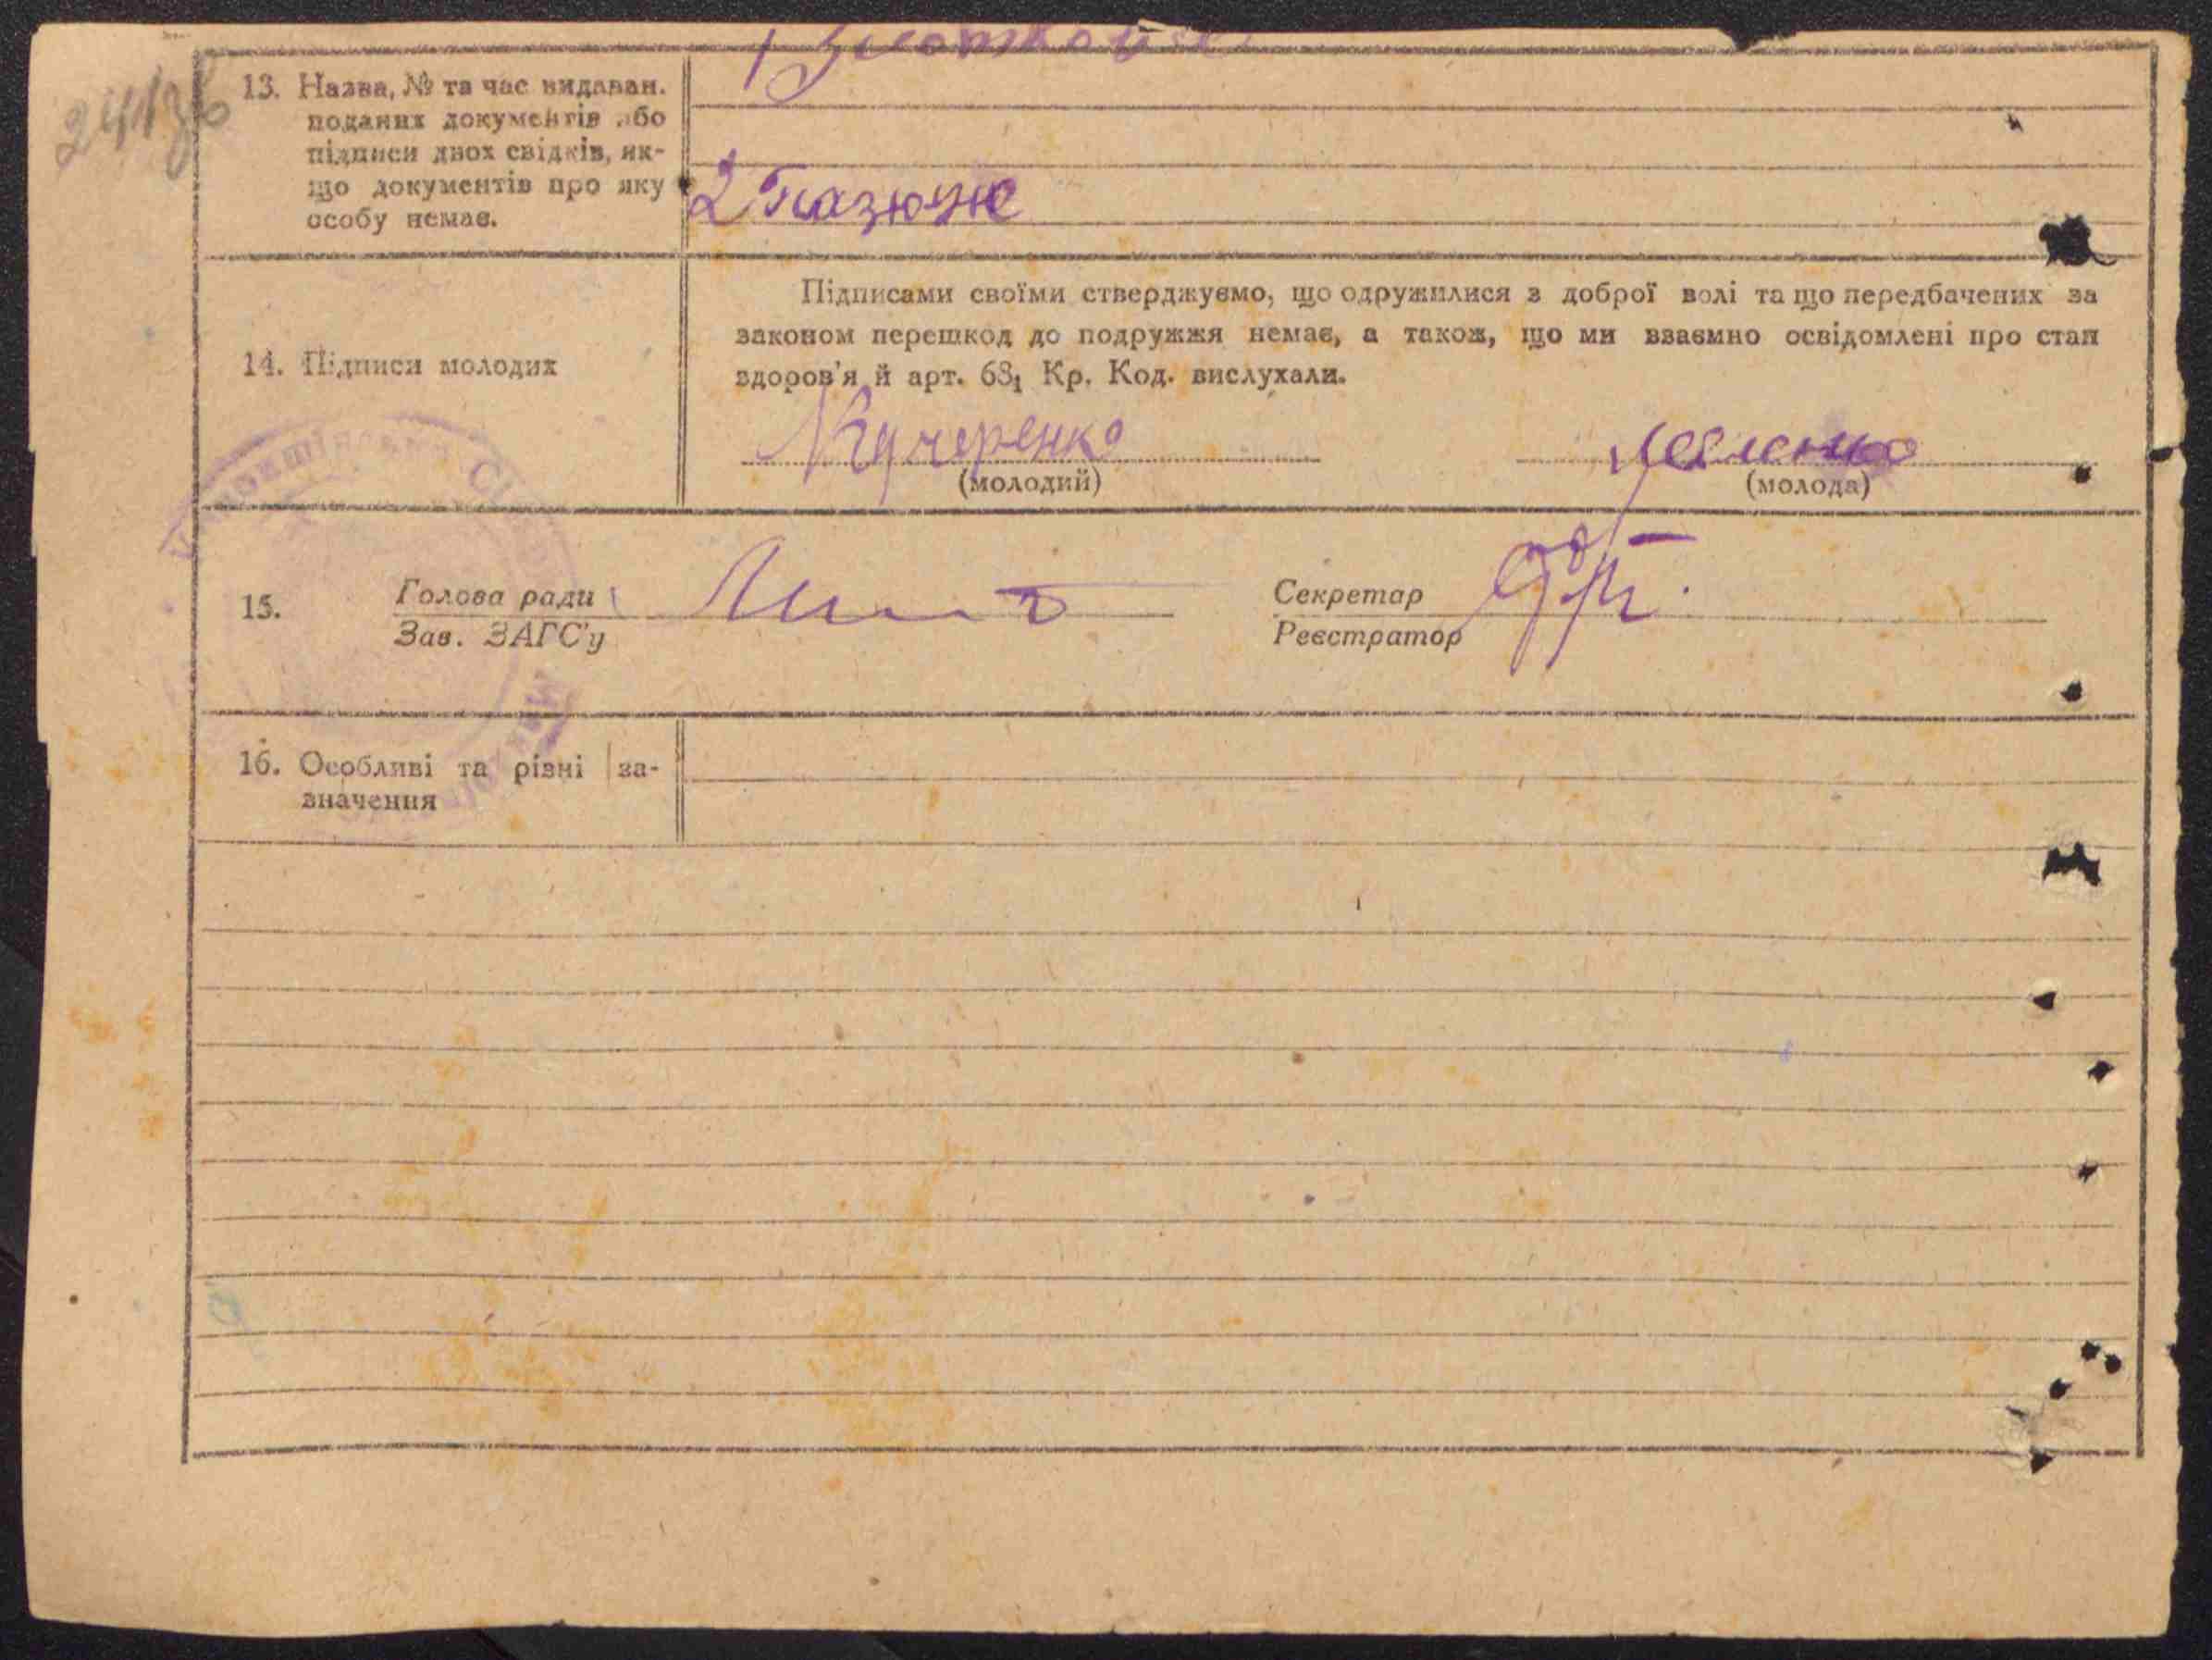 241зв
13. Назва, № та час видаван.
поданих документів або
підписи двох свідків, як-
що документів про яку
особу немає.
1
2
14. Підписи молодих
Підписами своїми стверджуємо, що одружилися з доброї волі та що передбачених за
законом перешкод до подружжя немає, а також, що ми взаємно освідомлені про стан
здоров'я й арт. 68₁ Кр. Код. вислухали.
Кучеренко
(молодий)
(молода)
15. Голова ради
Зав. ЗАГС'у
Секретар
Реєстратор
16. Особливі та різні за-
значення